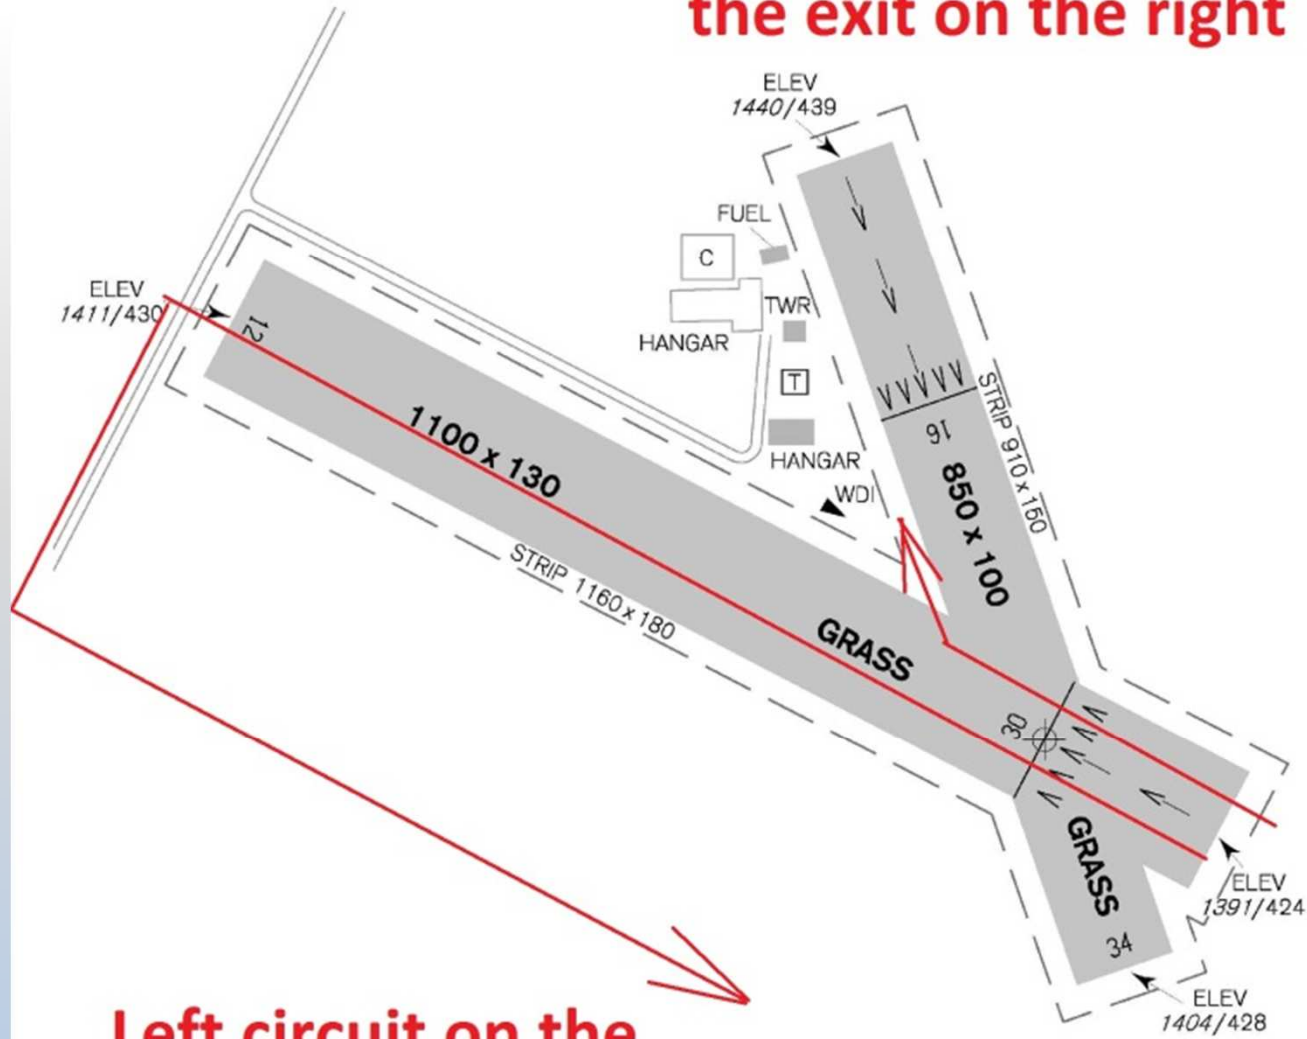 the exit on the right
ELEV
1440/439
FUEL
C
TWR
HANGAR
T
HANGAR
WDI
ELEV
1411/430
12
1100 x 130
STRIP 1160 x 180
GRASS
16
850 x 100
STRIP 910 x 150
30
GRASS
34
ELEV
1391/424
ELEV
1404/428
Left circuit on the